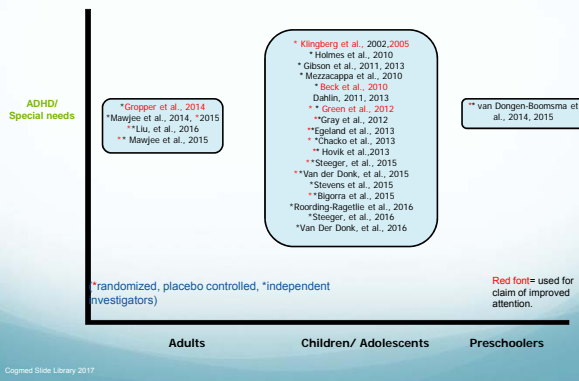 ADHD/
Special needs
*Gropper et al., 2014
*Mawjee et al., 2014, *2015
**Liu, et al., 2016
** Mawjee et al., 2015
* Klingberg et al., 2002,2005
*Holmes et al., 2010
* Gibson et al., 2011, 2013
* Mezzacappa et al., 2010
* Beck et al., 2010
Dahlin, 2011, 2013
* * Green et al., 2012
**Gray et al., 2012
**Egeland et al., 2013
* *Chacko et al., 2013
** Hovik et al.,2013
**Steeger, et al., 2015
**Van der Donk, et al., 2015
*Stevens et al., 2015
**Bigorra et al., 2015
*Roording-Ragetlie et al., 2016
*Steeger, et al., 2016
*Van Der Donk, et al., 2016
** van Dongen-Boomsma et
al., 2014, 2015
(*randomized, placebo controlled, *independent
investigators)
Red font= used for
claim of improved
attention.
Adults
Children/ Adolescents
Preschoolers
Cogmed Slide Library 2017